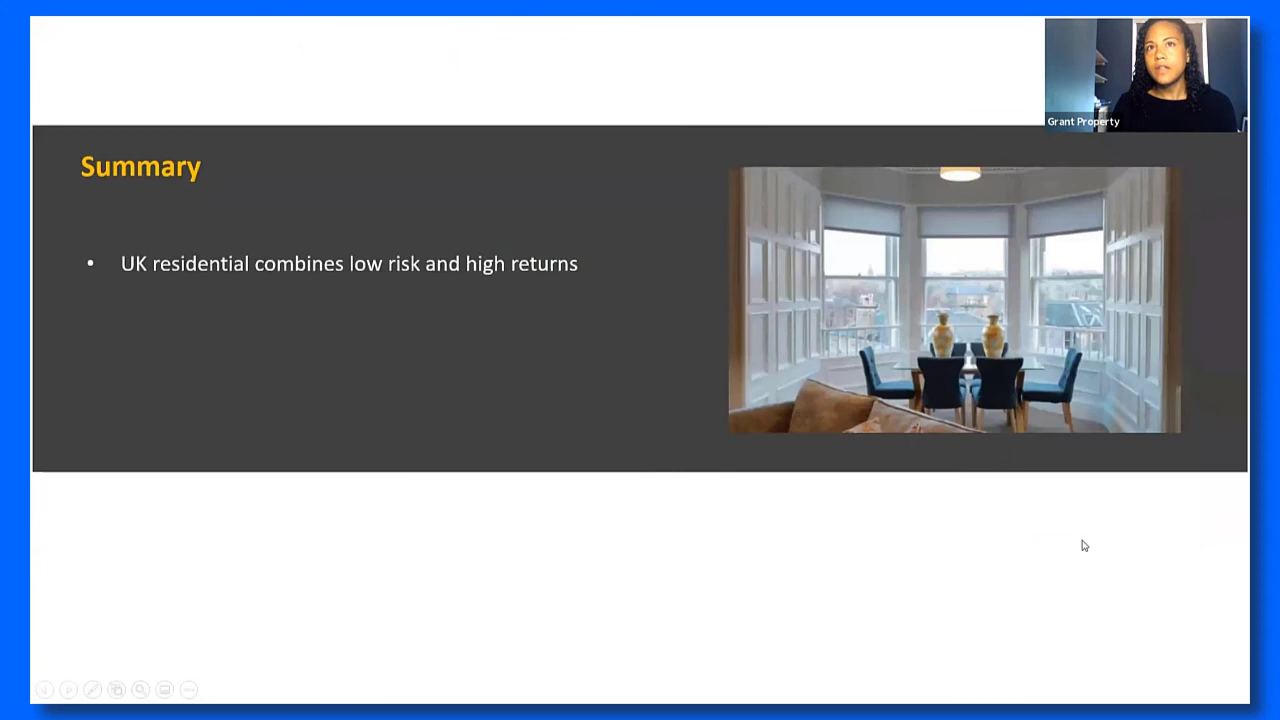 Grant Property
Summary
• UK residential combines low risk and high returns